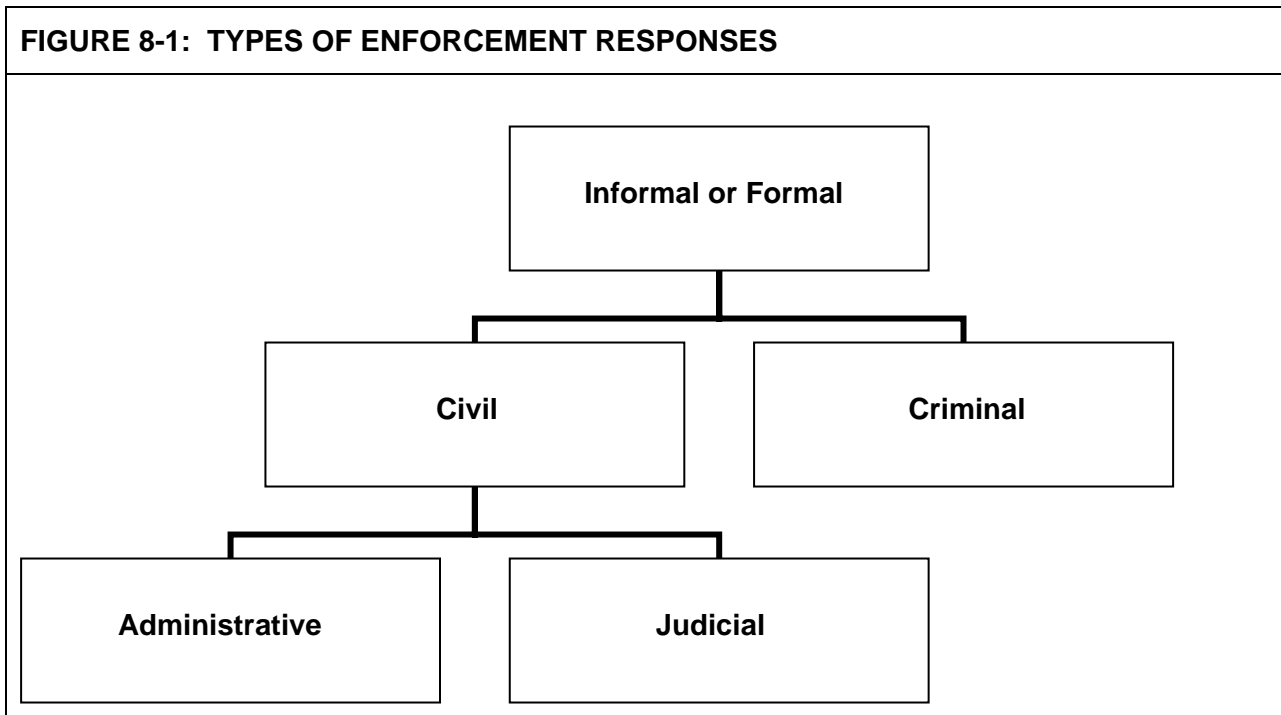 FIGURE 8-1: TYPES OF ENFORCEMENT RESPONSES
Informal or Formal
Civil
Criminal
Administrative
Judicial